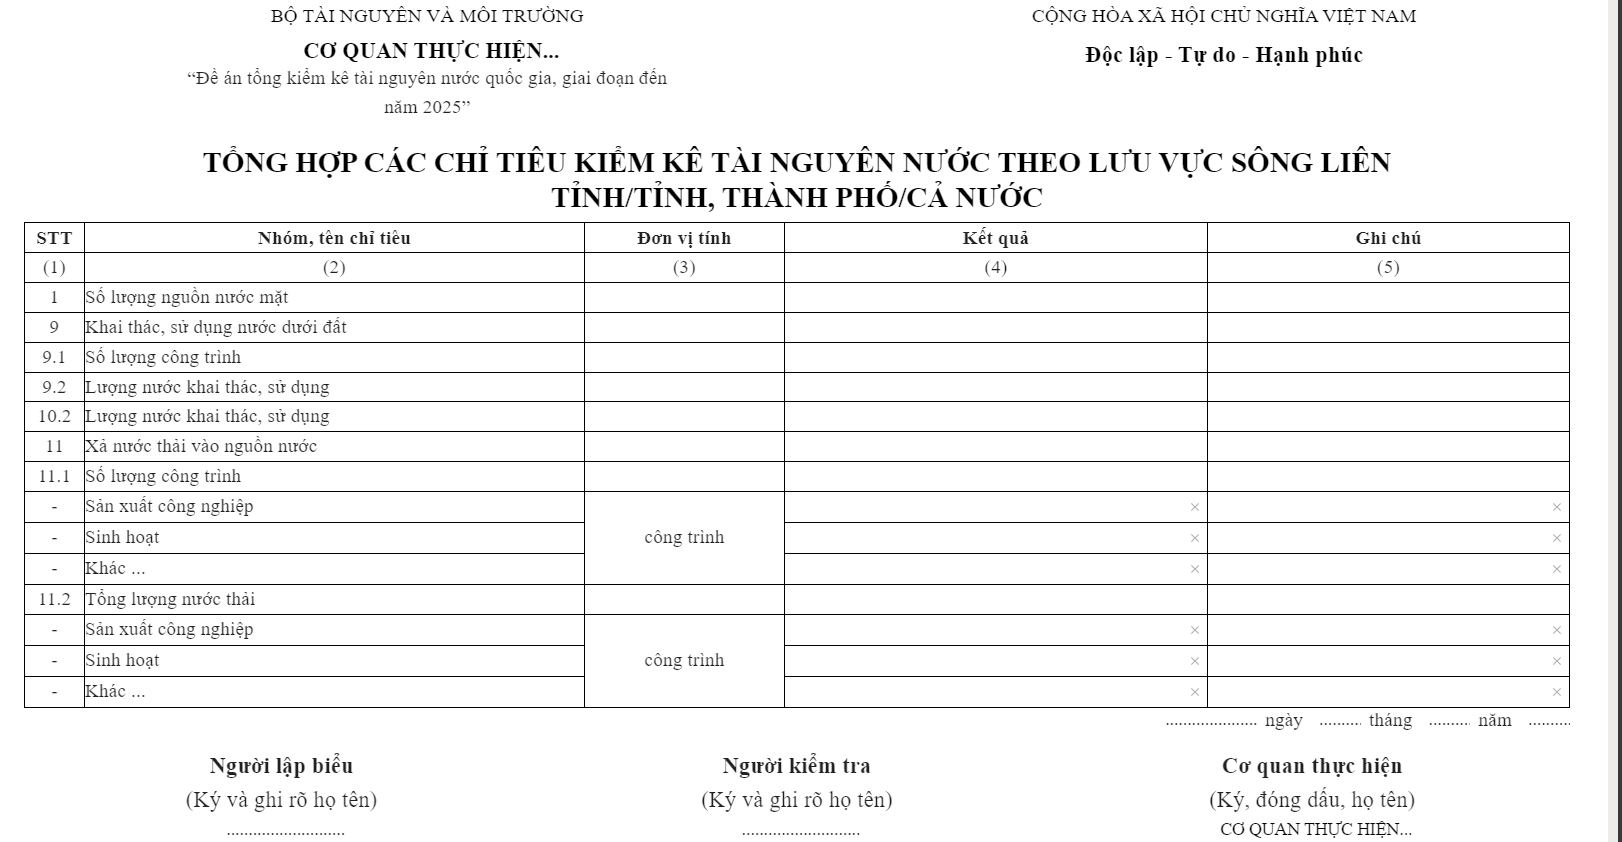 BỘ TÀI NGUYÊN VÀ MÔI TRƯỜNG
CỘNG HÒA XÃ HỘI CHỦ NGHĨA VIỆT NAM
CƠ QUAN THỰC HIỆN...
Độc lập - Tự do - Hạnh phúc
“Đề án tổng kiểm kê tài nguyên nước quốc gia, giai đoạn đến
năm 2025”
TỔNG HỢP CÁC CHỈ TIÊU KIỂM KÊ TÀI NGUYÊN NƯỚC THEO LƯU VỰC SÔNG LIÊN
TỈNH/TỈNH, THÀNH PHỐ/CẢ NƯỚC
STT Nhóm, tên chỉ tiêu Đơn vị tính Kết quả Ghi chú
(1) (2) (3) (4) (5)
1 Số lượng nguồn nước mặt
9 Khai thác, sử dụng nước dưới đất
9.1 Số lượng công trình
9.2 Lượng nước khai thác, sử dụng
10.2 Lượng nước khai thác, sử dụng
11 Xả nước thải vào nguồn nước
11.1 Số lượng công trình
- Sản xuất công nghiệp × ×
- Sinh hoạt công trình × ×
- Khác ... × ×
11.2 Tổng lượng nước thải
- Sản xuất công nghiệp × ×
- Sinh hoạt công trình × ×
- Khác ... × ×
..................... ngày .......... tháng .......... năm ..........
Người lập biểu Người kiểm tra Cơ quan thực hiện
(Ký và ghi rõ họ tên) (Ký và ghi rõ họ tên) (Ký, đóng dấu, họ tên)
........................... ........................... CƠ QUAN THỰC HIỆN...